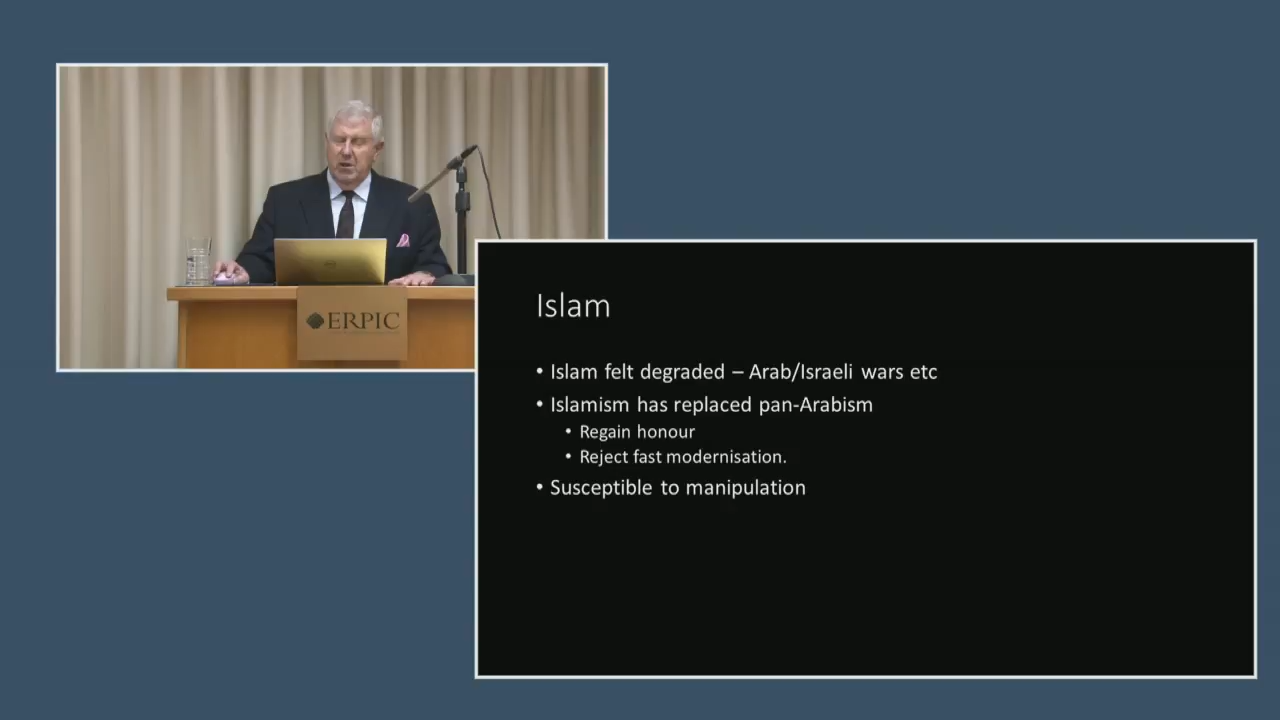 ERPIC
Islam
• Islam felt degraded – Arab/Israeli wars etc
• Islamism has replaced pan-Arabism
• Regain honour
• Reject fast modernisation.
• Susceptible to manipulation